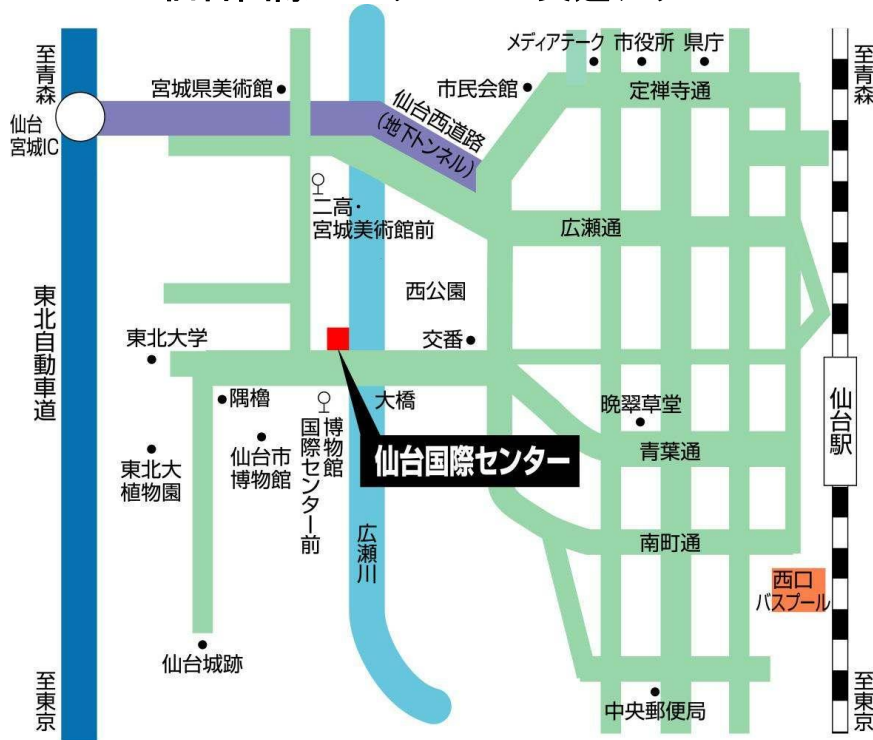 至青森
メディアテーク 市役所 県庁
至青森
宮城県美術館
市民会館
定禅寺通
仙台
宮城IC
仙台西道路
(地下トンネル)
二高・
宮城美術館前
広瀬通
西公園
東北自動車道
東北大学
交番
隅櫓
大橋
晩翠草堂
仙台駅
東北大
植物園
仙台市
博物館
博物館
国際センター前
仙台国際センター
青葉通
広瀬川
南町通
西口
バスプール
仙台城跡
至東京
中央郵便局
至東京